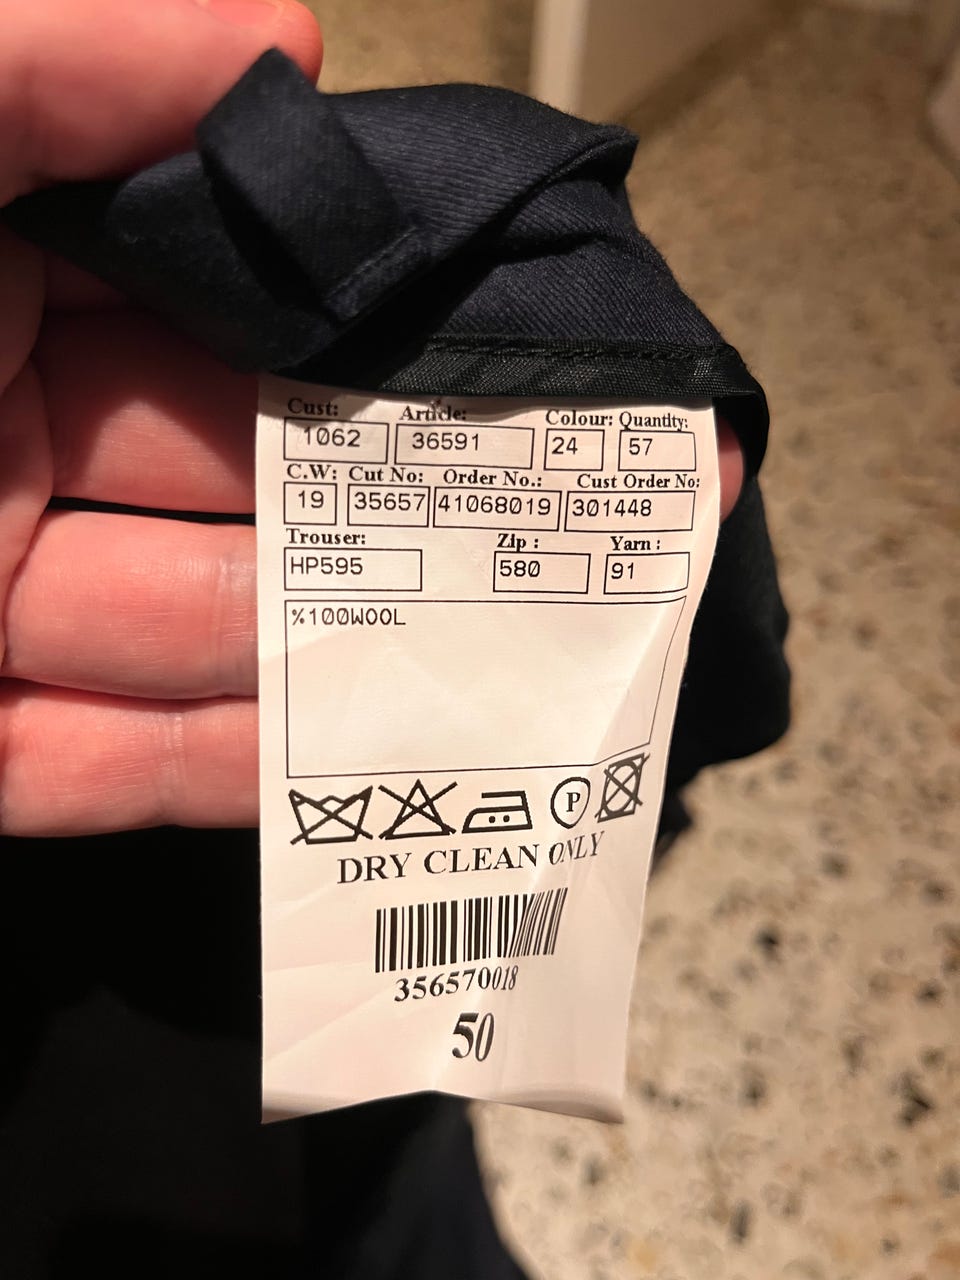 Cust: Article: Colour: Quantity:
1062 36591 24 57
C.W: Cut No: Order No.: Cust Order No:
19 35657 41068019 301448
Trouser: Zip : Yarn :
HP595 580 91
%100WOOL
P
DRY CLEAN ONLY
356570018
50